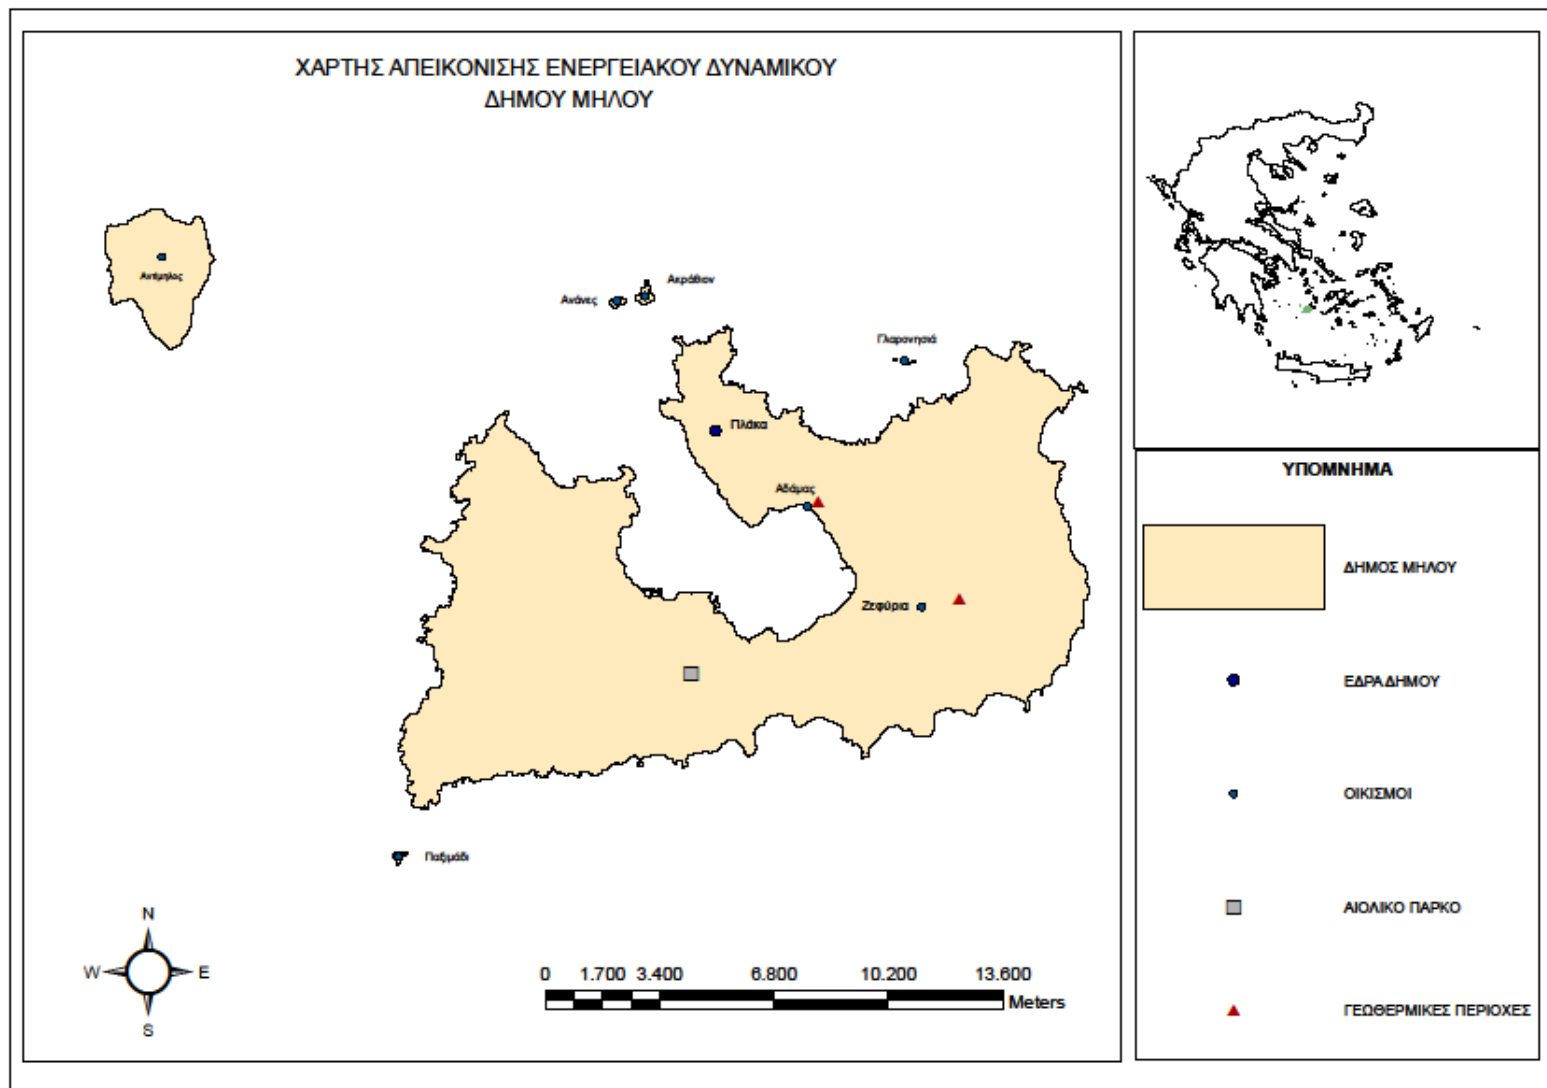 ΧΑΡΤΗΣ ΑΠΕΙΚΟΝΙΣΗΣ ΕΝΕΡΓΕΙΑΚΟΥ ΔΥΝΑΜΙΚΟΥ
ΔΗΜΟΥ ΜΗΛΟΥ
Αντίμηλος
Ακράθιον
Ανάνες
Γλαρονησιά
Πλάκα
Αδάμας
Ζεφύρια
Παξιμάδι
N
W E
S
0 1.700 3.400 6.800 10.200 13.600
Meters
ΥΠΟΜΝΗΜΑ
ΔΗΜΟΣ ΜΗΛΟΥ
ΕΔΡΑ ΔΗΜΟΥ
ΟΙΚΙΣΜΟΙ
ΑΙΟΛΙΚΟ ΠΑΡΚΟ
ΓΕΩΘΕΡΜΙΚΕΣ ΠΕΡΙΟΧΕΣ